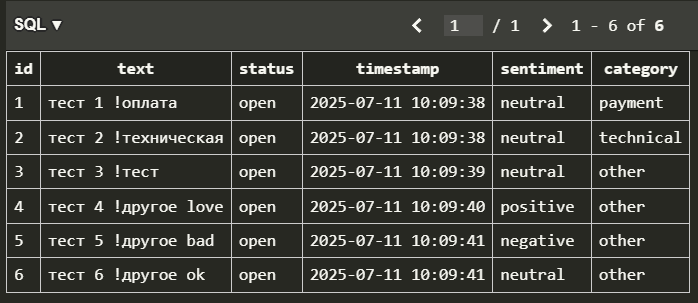 SQL ▼ < 1 / 1 > 1 - 6 of 6
id text status timestamp sentiment category
1 тест 1 !оплата open 2025-07-11 10:09:38 neutral payment
2 тест 2 !техническая open 2025-07-11 10:09:38 neutral technical
3 тест 3 !тест open 2025-07-11 10:09:39 neutral other
4 тест 4 !другое love open 2025-07-11 10:09:40 positive other
5 тест 5 !другое bad open 2025-07-11 10:09:41 negative other
6 тест 6 !другое ok open 2025-07-11 10:09:41 neutral other